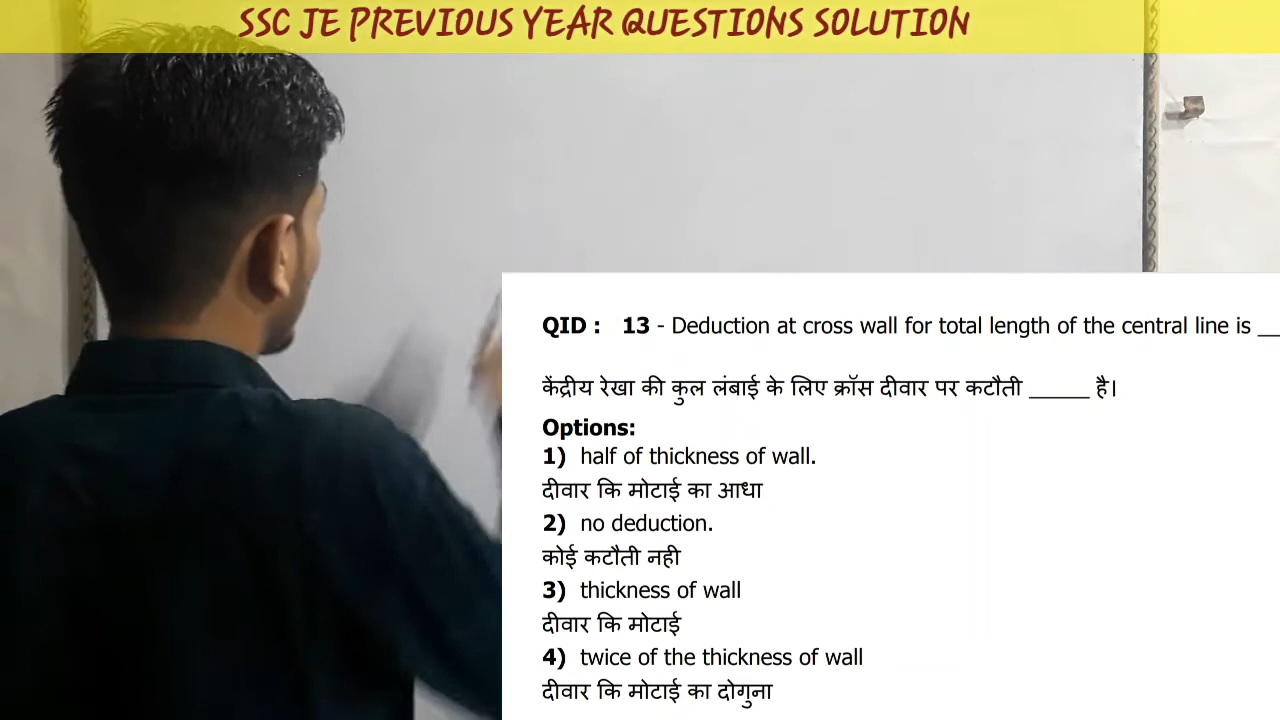 SSC JE PREVIOUS YEAR QUESTIONS SOLUTION
QID : 13 - Deduction at cross wall for total length of the central line is __
केंद्रीय रेखा की कुल लंबाई के लिए क्रॉस दीवार पर कटौती _____ है।
Options:
1) half of thickness of wall.
दीवार कि मोटाई का आधा
2) no deduction.
कोई कटौती नही
3) thickness of wall
दीवार कि मोटाई
4) twice of the thickness of wall
दीवार कि मोटाई का दोगुना